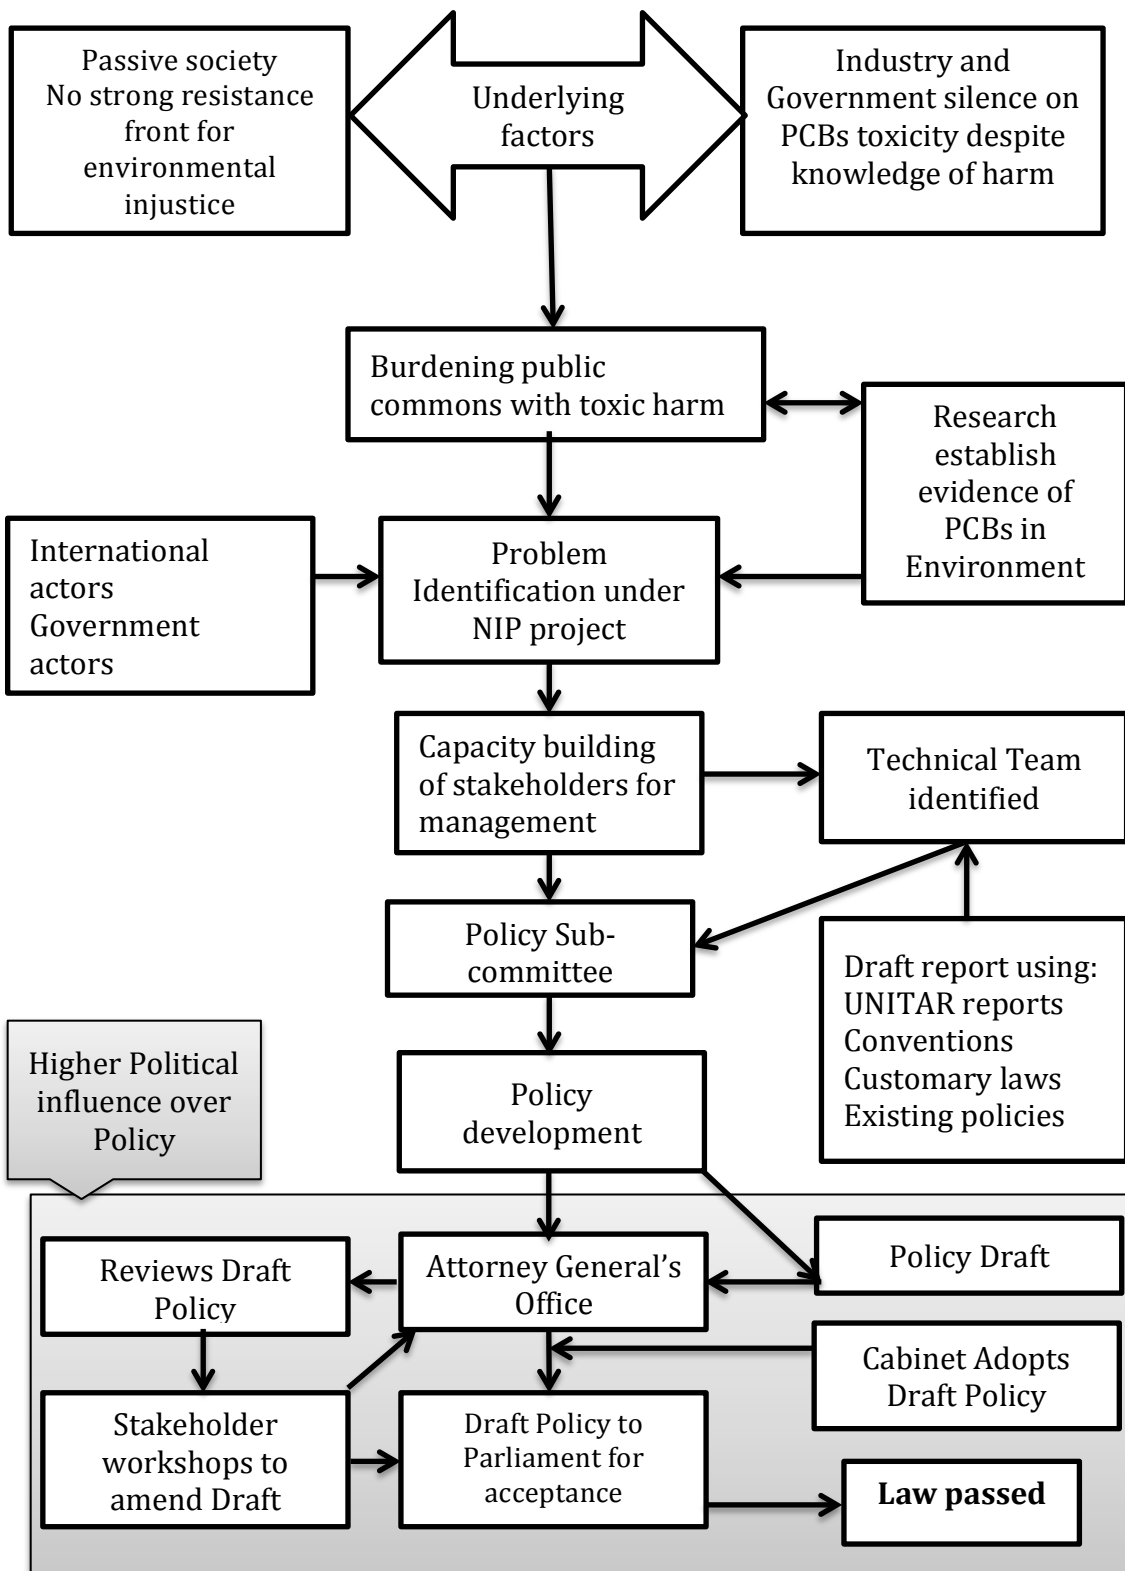 Passive society
No strong resistance
front for
environmental
injustice
Underlying
factors
Industry and
Government silence on
PCBs toxicity despite
knowledge of harm
Burdening public
commons with toxic harm
Research
establish
evidence of
PCBs in
Environment
International
actors
Government
actors
Problem
Identification under
NIP project
Capacity building
of stakeholders for
management
Technical Team
identified
Policy Sub-
committee
Draft report using:
UNITAR reports
Conventions
Customary laws
Existing policies
Higher Political
influence over
Policy
Policy
development
Reviews Draft
Policy
Attorney General’s
Office
Policy Draft
Cabinet Adopts
Draft Policy
Stakeholder
workshops to
amend Draft
Draft Policy to
Parliament for
acceptance
Law passed